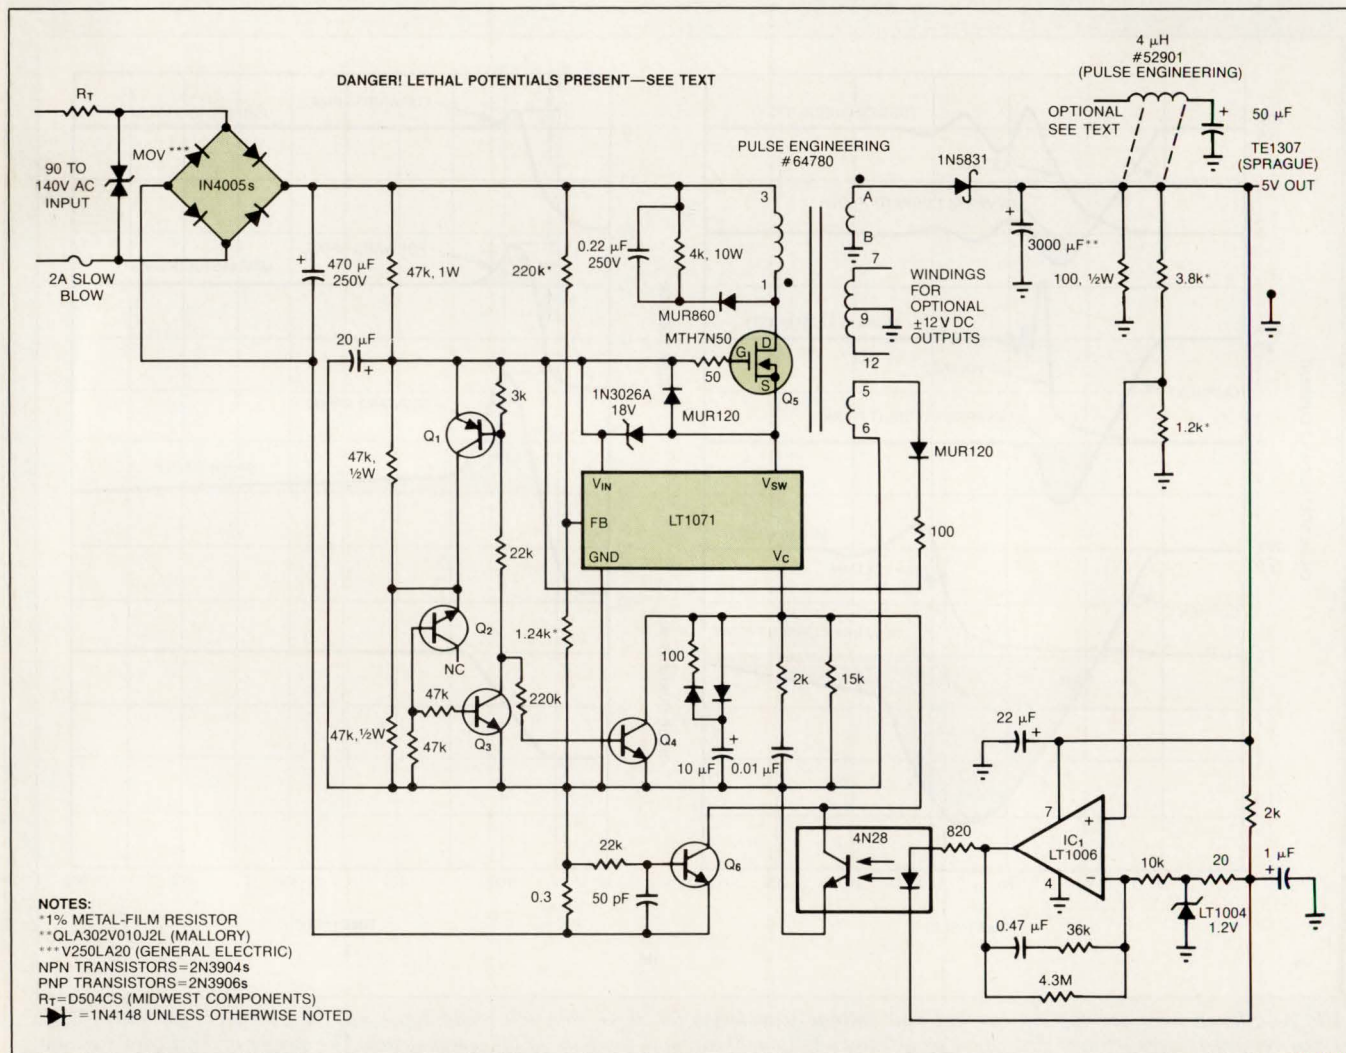 DANGER! LETHAL POTENTIALS PRESENT—SEE TEXT
4 µH
#52901
(PULSE ENGINEERING)
OPTIONAL
SEE TEXT
+
50 µF
TE1307
(SPRAGUE)
5V OUT
RT
MOV***
90 TO
140V AC
INPUT
IN4005s
2A SLOW
BLOW
+
470 µF
250V
47k, 1W
220k*
0.22 µF
250V
4k, 10W
PULSE ENGINEERING
#64780
3
1
A
B
7
9
12
5
6
1N5831
+
3000 µF**
100, ½W
3.8k*
1.2k*
WINDINGS
FOR
OPTIONAL
±12V DC
OUTPUTS
MUR860
MTH7N50
G
D
S
Q5
50
20 µF
+
3k
1N3026A
18V
MUR120
Q1
47k,
½W
MUR120
100
VIN
VSW
LT1071
FB
GND
VC
22k
1.24k*
Q2
NC
47k
Q3
220k
47k,½W
47k
Q4
100
2k
15k
+
10 µF
0.01 µF
22 µF
+
7
+
IC1
LT1006
4
−
2k
10k
20
1 µF
+
LT1004
1.2V
22k
Q6
0.3
50 pF
4N28
820
0.47 µF
36k
4.3M
NOTES:
*1% METAL-FILM RESISTOR
**QLA302V010J2L (MALLORY)
***V250LA20 (GENERAL ELECTRIC)
NPN TRANSISTORS=2N3904s
PNP TRANSISTORS=2N3906s
RT=D504CS (MIDWEST COMPONENTS)
=1N4148 UNLESS OTHERWISE NOTED